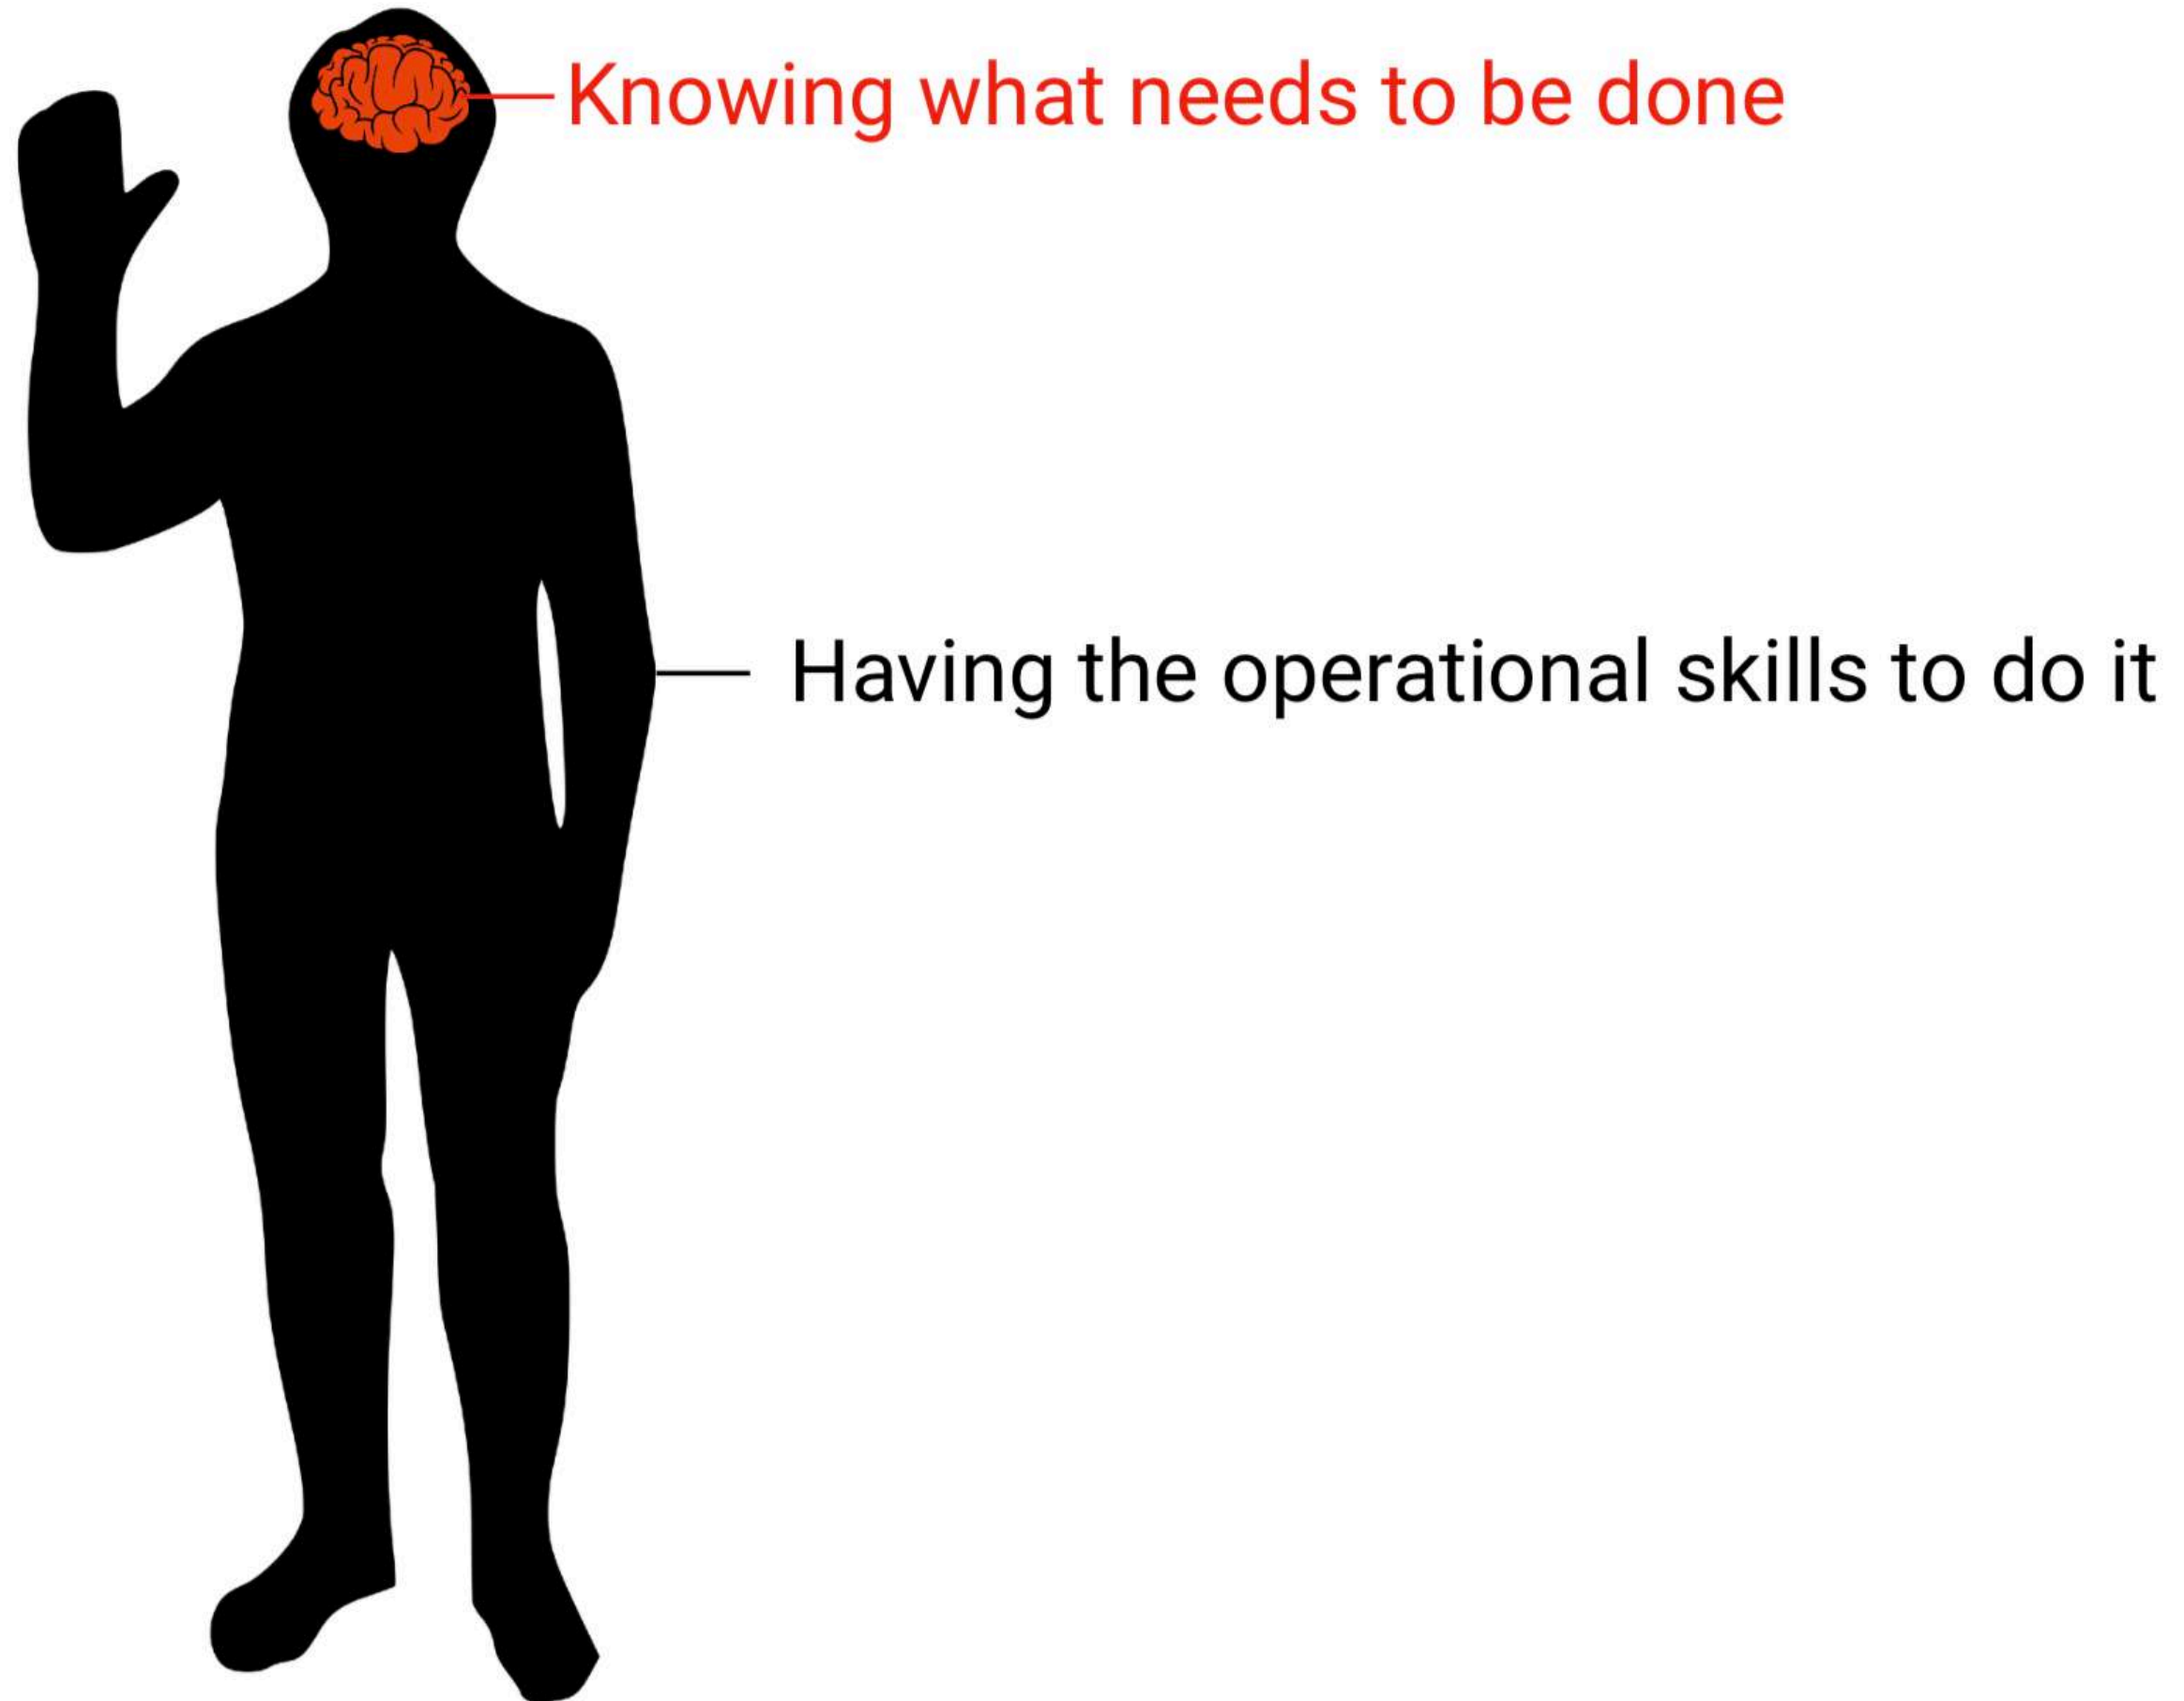 Knowing what needs to be done
Having the operational skills to do it